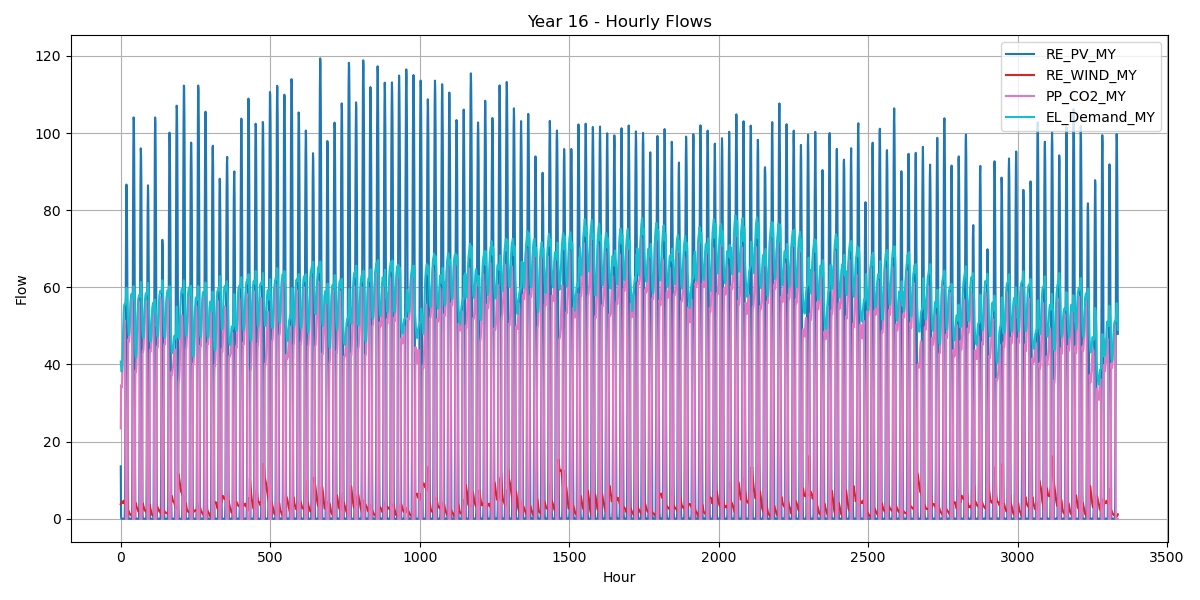 Year 16 - Hourly Flows
RE_PV_MY
RE_WIND_MY
PP_CO2_MY
EL_Demand_MY
Flow
120
100
80
60
40
20
0
0 500 1000 1500 2000 2500 3000 3500
Hour